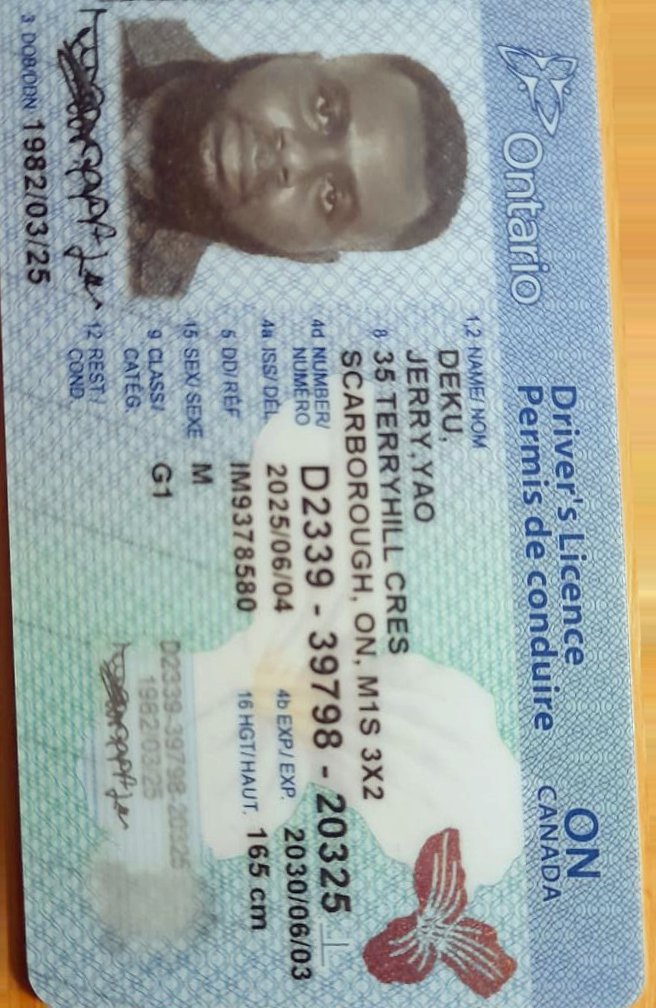 Ontario
Driver's Licence
Permis de conduire
ON
CANADA
1,2 NAME/NOM
DEKU,
JERRY,YAO
8 35 TERRYHILL CRES
SCARBOROUGH, ON, M1S 3X2
4d NUMBER/
NUMÉRO D2339 - 39798 - 20325
4a ISS/DÉL 2025/06/04 4b EXP./EXP. 2030/06/03
5 DD/RÉF IM9378580 16 HGT/HAUT. 165 cm
15 SEX/SEXE M
9 CLASS/
CATÉG. G1
12 REST./
COND.
3 DOB/DDN 1982/03/25
D2339-39798-20325
1982/03/25